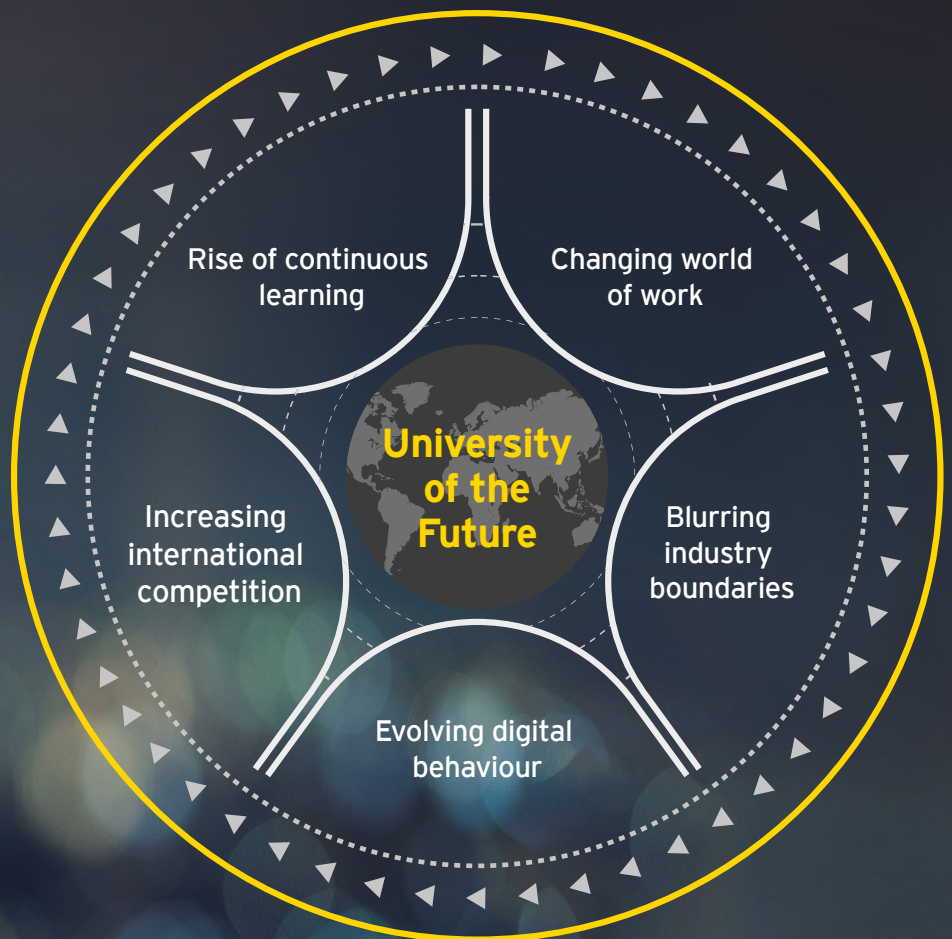 Rise of continuous
learning
Changing world
of work
University
of the
Future
Increasing
international
competition
Blurring
industry
boundaries
Evolving digital
behaviour